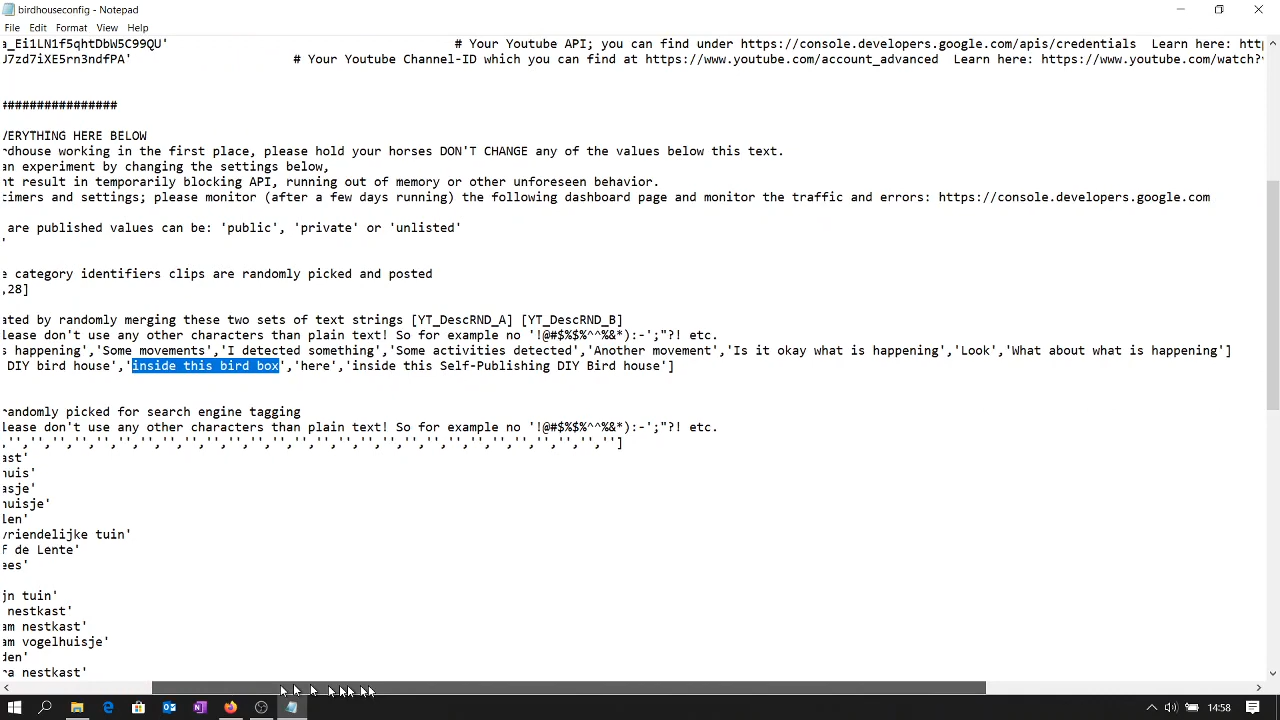 birdhouseconfig - Notepad
File Edit Format View Help
a_Ei1LN1f5qhtDbW5C99QU' # Your Youtube API; you can find under https://console.developers.google.com/apis/credentials Learn here: htt
J7zd7iXE5rn3ndfPA' # Your Youtube Channel-ID which you can find at https://www.youtube.com/account_advanced Learn here: https://www.youtube.com/watch?
################
VERYTHING HERE BELOW
rdhouse working in the first place, please hold your horses DON'T CHANGE any of the values below this text.
an experiment by changing the settings below,
nt result in temporarily blocking API, running out of memory or other unforeseen behavior.
timers and settings; please monitor (after a few days running) the following dashboard page and monitor the traffic and errors: https://console.developers.google.com
are published values can be: 'public', 'private' or 'unlisted'
'
e category identifiers clips are randomly picked and posted
,28]
ated by randomly merging these two sets of text strings [YT_DescRND_A] [YT_DescRND_B]
lease don't use any other characters than plain text! So for example no '!@#$%$%^^%&*):-';"?! etc.
s happening','Some movements','I detected something','Some activities detected','Another movement','Is it okay what is happening','Look','What about what is happening']
DIY bird house','inside this bird box','here','inside this Self-Publishing DIY Bird house']
randomly picked for search engine tagging
lease don't use any other characters than plain text! So for example no '!@#$%$%^^%&*):-';"?! etc.
,'','','','','','','','','','','','','','','','','','','','','','','','','','','','']
ast'
huis'
asje'
huisje'
len'
vriendelijke tuin'
f de Lente'
ees'
jn tuin'
nestkast'
am nestkast'
am vogelhuisje'
den'
ra nestkast'
14:58